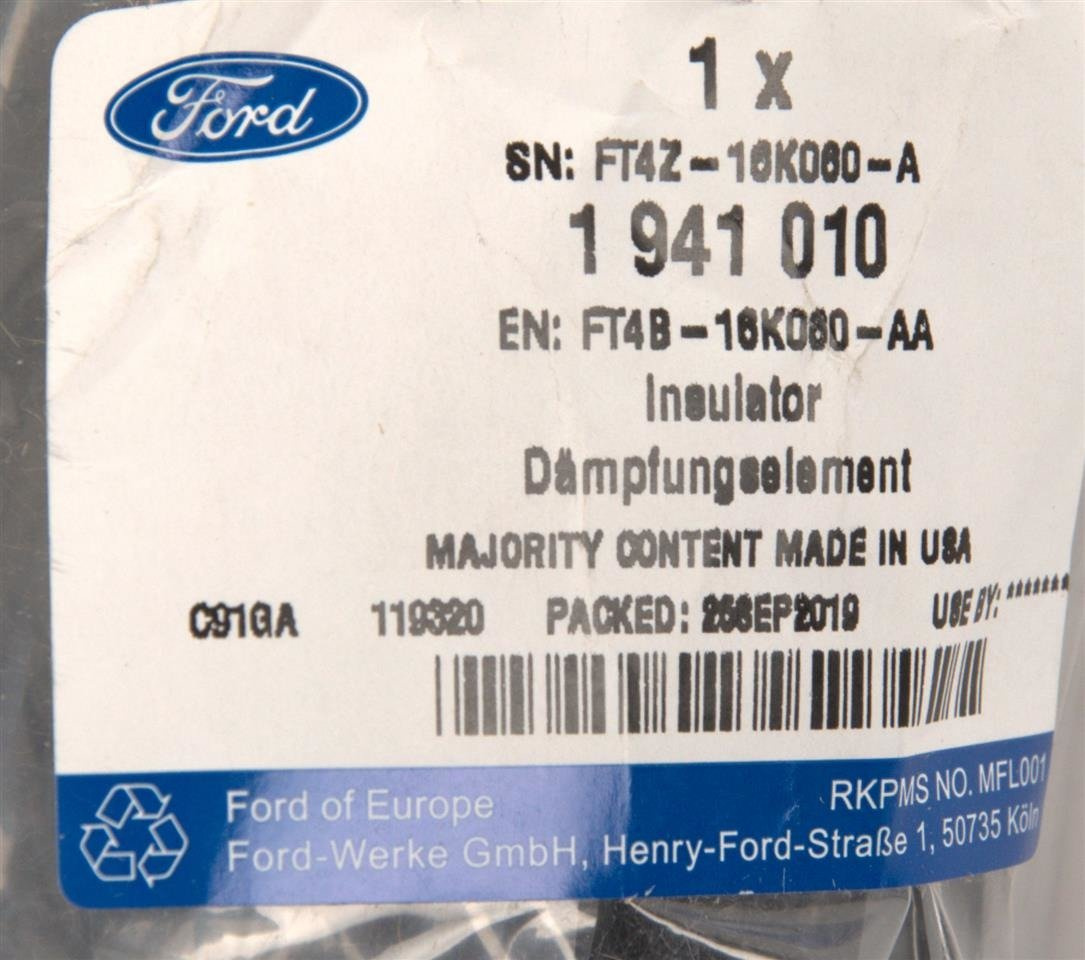 Ford
1 x
SN: FT4Z-16K060-A
1 941 010
EN: FT4B-16K060-AA
Insulator
Dämpfungselement
MAJORITY CONTENT MADE IN USA
C91GA 119320 PACKED: 25SEP2019 USE BY: *******
RKPMS NO. MFL001
Ford of Europe
Ford-Werke GmbH, Henry-Ford-Straße 1, 50735 Köln